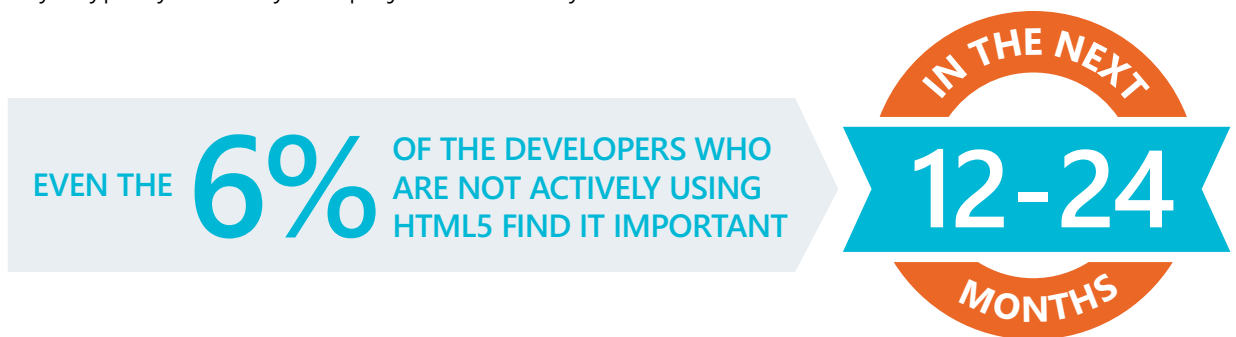 EVEN THE 6% OF THE DEVELOPERS WHO
ARE NOT ACTIVELY USING
HTML5 FIND IT IMPORTANT
IN THE NEXT
12-24
MONTHS